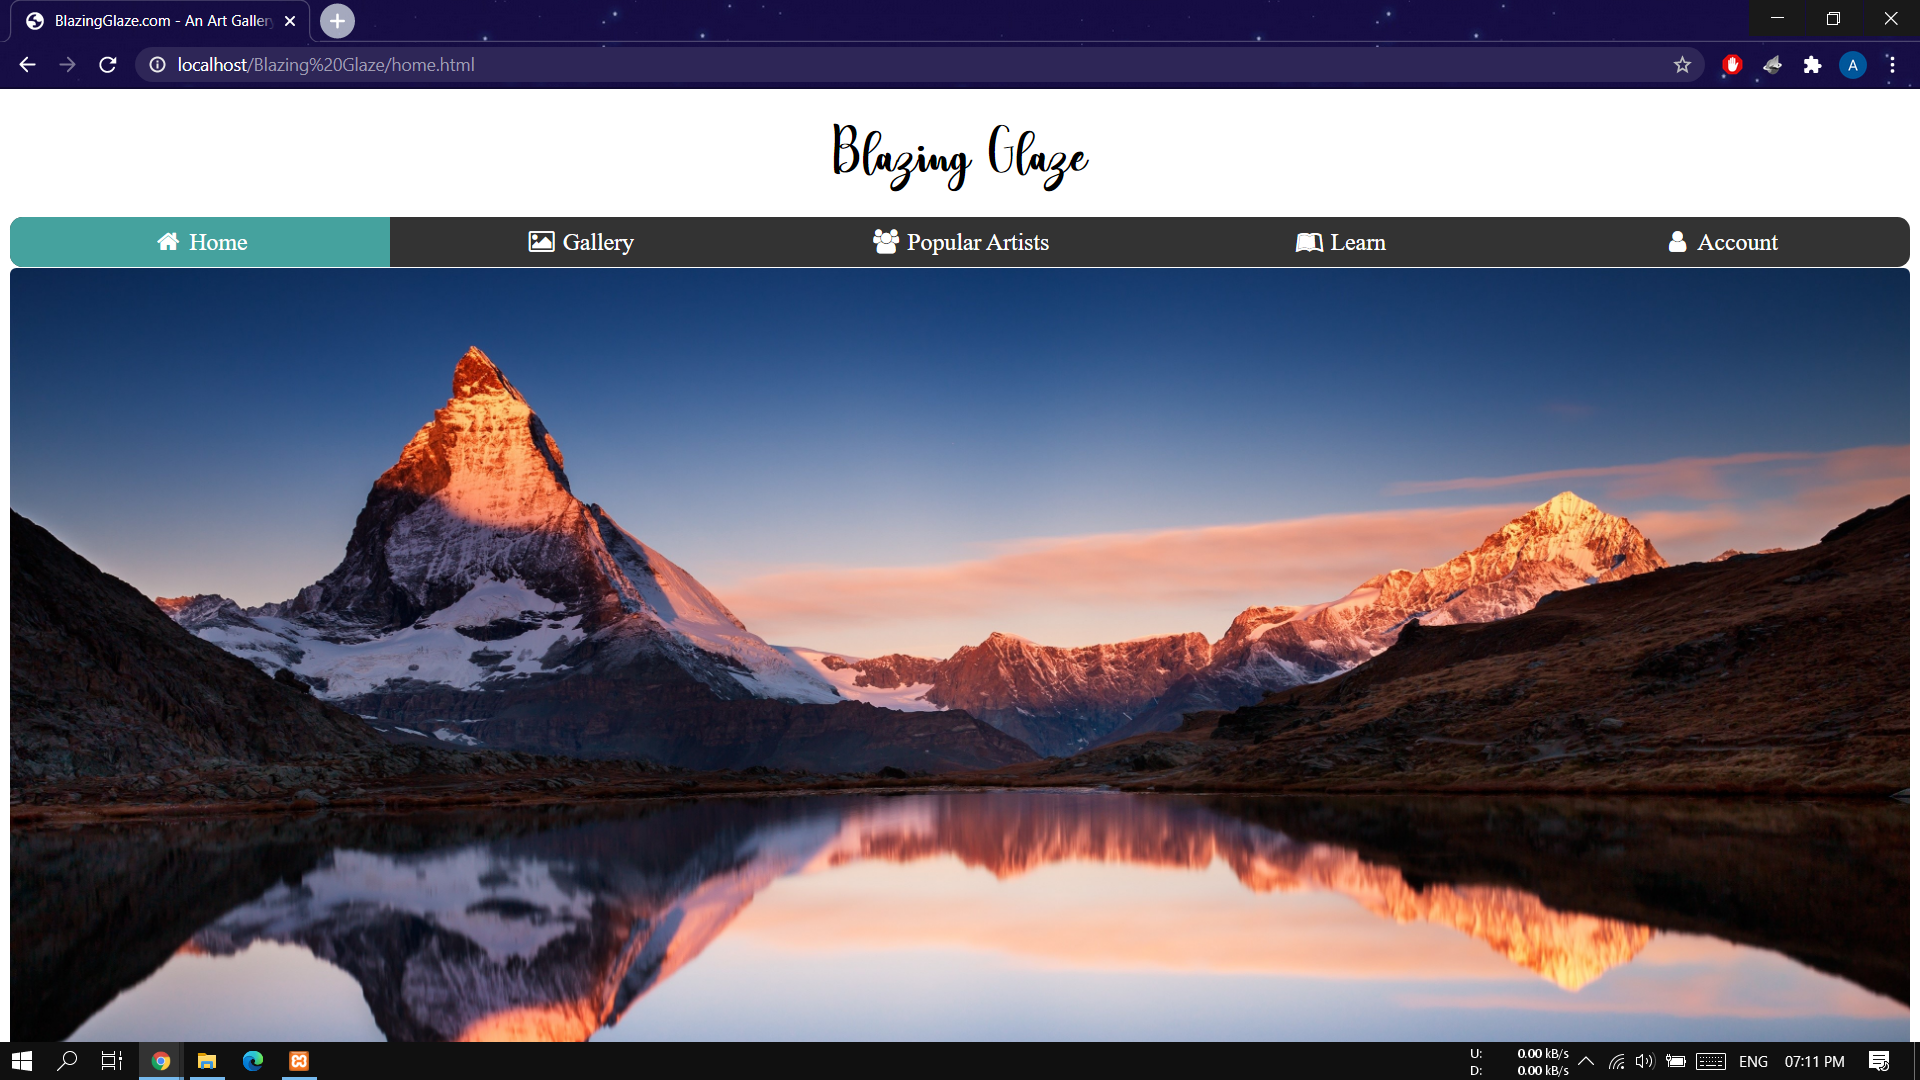 BlazingGlaze.com - An Art Gallery
localhost/Blazing%20Glaze/home.html
A
Blazing Glaze
Home
Gallery
Popular Artists
Learn
Account
U: 0.00 kB/s
D: 0.00 kB/s
ENG
07:11 PM